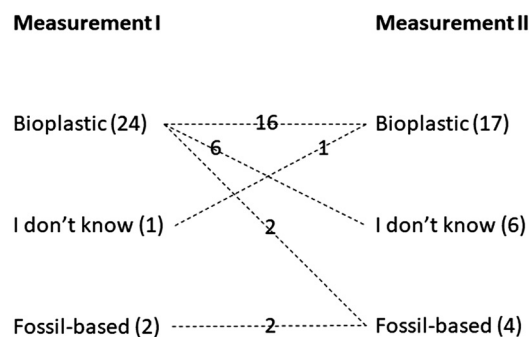 Measurement I Measurement II
Bioplastic (24) 16 Bioplastic (17)
6 1
I don't know (1) 2 I don't know (6)
Fossil-based (2) 2 Fossil-based (4)